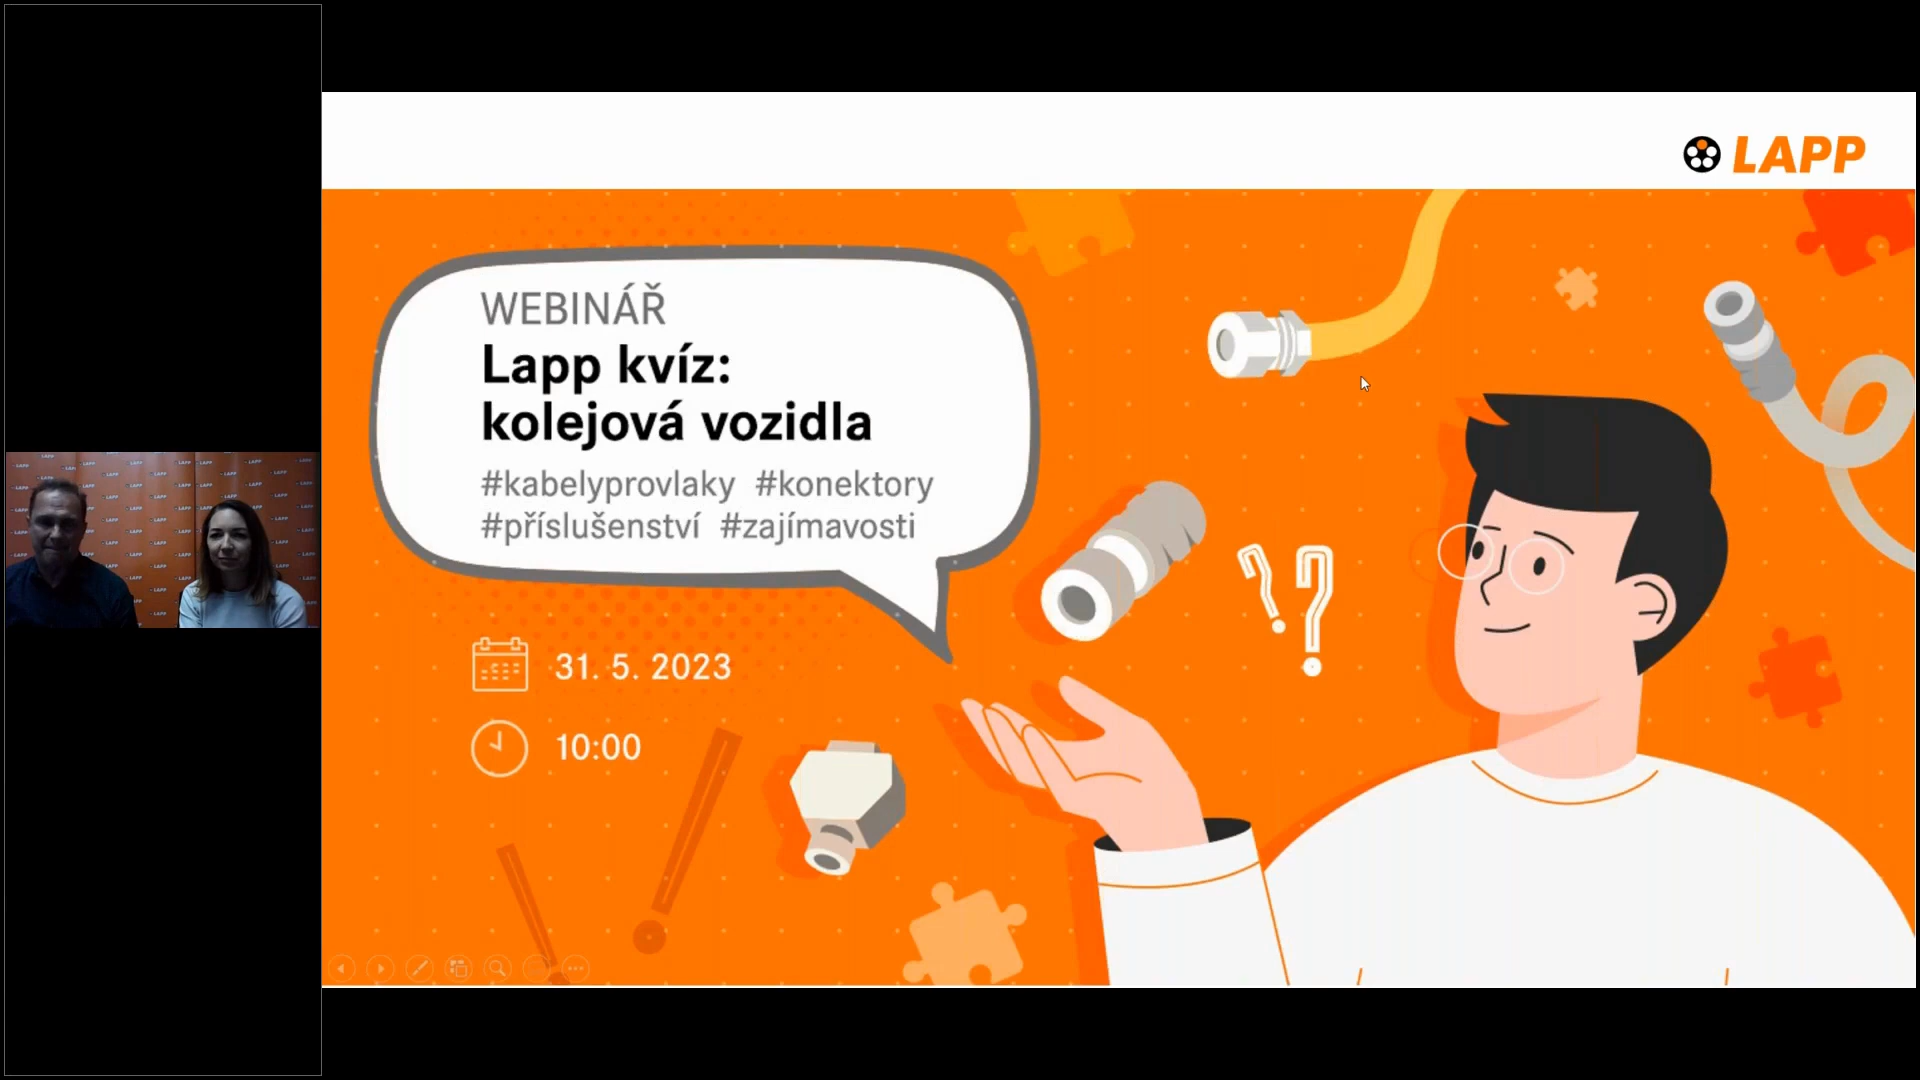 LAPP
WEBINÁŘ
Lapp kvíz:
kolejová vozidla
#kabelyprovlaky #konektory
#příslušenství #zajímavosti
31. 5. 2023
10:00